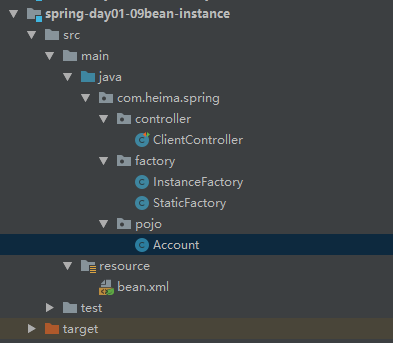 spring-day01-09bean-instance
src
main
java
com.heima.spring
controller
ClientController
factory
InstanceFactory
StaticFactory
pojo
Account
resource
bean.xml
test
target